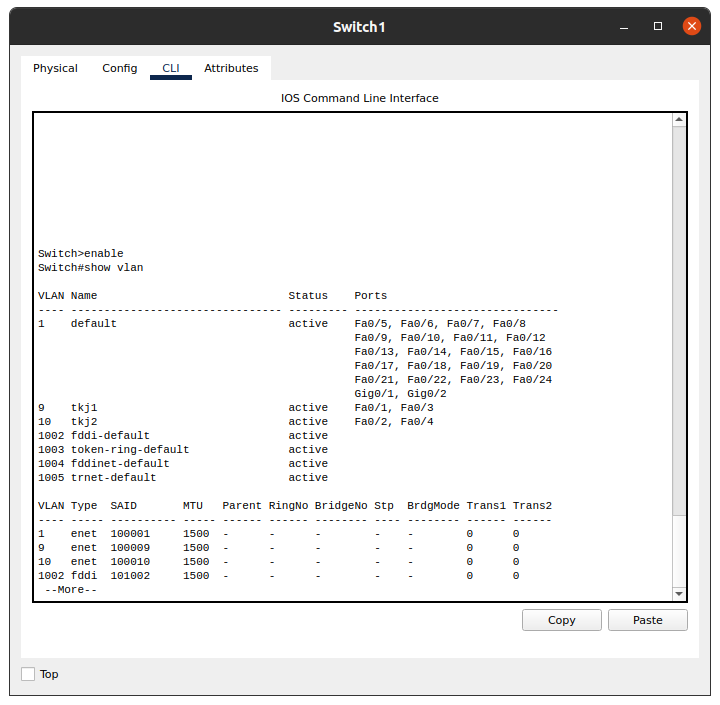 Switch1
Physical Config CLI Attributes
IOS Command Line Interface
Switch>enable
Switch#show vlan
VLAN Name                             Status    Ports
---- -------------------------------- --------- -------------------------------
1    default                          active    Fa0/5, Fa0/6, Fa0/7, Fa0/8
                                                Fa0/9, Fa0/10, Fa0/11, Fa0/12
                                                Fa0/13, Fa0/14, Fa0/15, Fa0/16
                                                Fa0/17, Fa0/18, Fa0/19, Fa0/20
                                                Fa0/21, Fa0/22, Fa0/23, Fa0/24
                                                Gig0/1, Gig0/2
9    tkj1                             active    Fa0/1, Fa0/3
10   tkj2                             active    Fa0/2, Fa0/4
1002 fddi-default                     active
1003 token-ring-default               active
1004 fddinet-default                  active
1005 trnet-default                    active
VLAN Type  SAID       MTU   Parent RingNo BridgeNo Stp  BrdgMode Trans1 Trans2
---- ----- ---------- ----- ------ ------ -------- ---- -------- ------ ------
1    enet  100001     1500  -      -      -        -    -        0      0
9    enet  100009     1500  -      -      -        -    -        0      0
10   enet  100010     1500  -      -      -        -    -        0      0
1002 fddi  101002     1500  -      -      -        -    -        0      0
 --More--
Copy Paste
Top